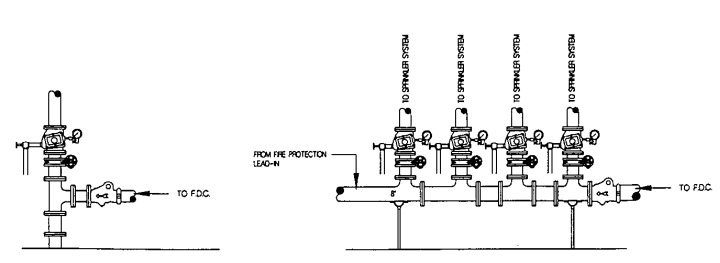 TO SPRINKLER SYSTEM
TO SPRINKLER SYSTEM
TO SPRINKLER SYSTEM
TO SPRINKLER SYSTEM
FROM FIRE PROTECTION
LEAD-IN
8"
TO F.D.C.
TO F.D.C.